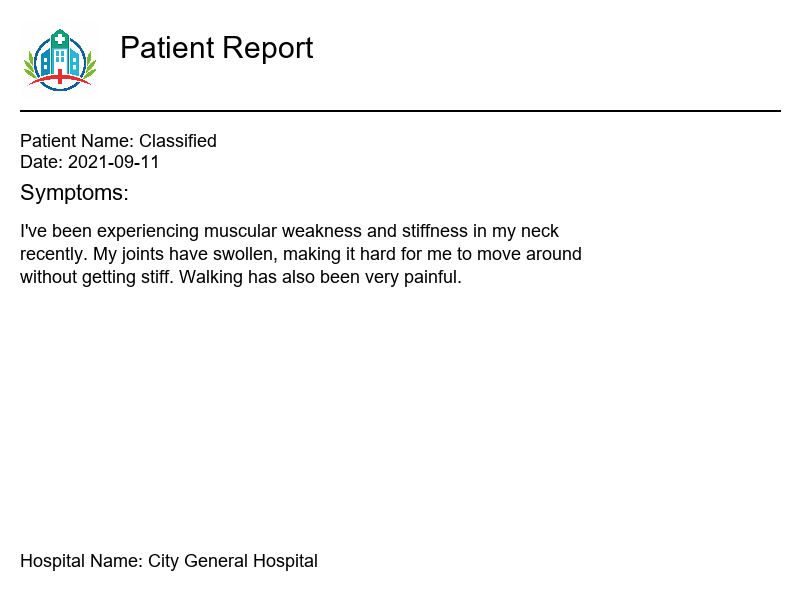 Patient Report
Patient Name: Classified
Date: 2021-09-11
Symptoms:
I've been experiencing muscular weakness and stiffness in my neck
recently. My joints have swollen, making it hard for me to move around
without getting stiff. Walking has also been very painful.
Hospital Name: City General Hospital